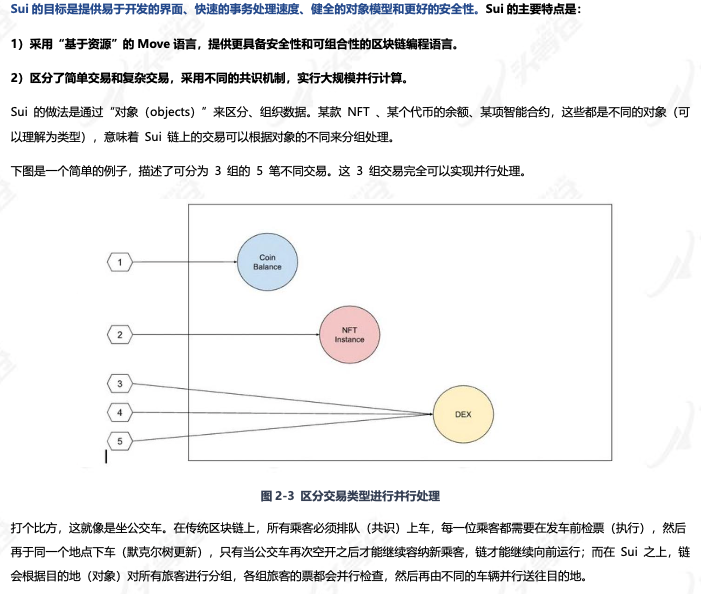 Sui 的目标是提供易于开发的界面、快速的事务处理速度、健全的对象模型和更好的安全性。Sui 的主要特点是：
1）采用“基于资源”的 Move 语言，提供更具备安全性和可组合性的区块链编程语言。
2）区分了简单交易和复杂交易，采用不同的共识机制，实行大规模并行计算。
Sui 的做法是通过“对象（objects）”来区分、组织数据。某款 NFT 、某个代币的余额、某项智能合约，这些都是不同的对象（可
以理解为类型），意味着 Sui 链上的交易可以根据对象的不同来分组处理。
下图是一个简单的例子，描述了可分为 3 组的 5 笔不同交易。这 3 组交易完全可以实现并行处理。
1
Coin
Balance
2
NFT
Instance
3
4
5
DEX
图 2-3 区分交易类型进行并行处理
打个比方，这就像是坐公交车。在传统区块链上，所有乘客必须排队（共识）上车，每一位乘客都需要在发车前检票（执行），然后
再于同一个地点下车（默克尔树更新），只有当公交车再次空开之后才能继续容纳新乘客，链才能继续向前运行；而在 Sui 之上，链
会根据目的地（对象）对所有旅客进行分组，各组旅客的票都会并行检查，然后再由不同的车辆并行送往目的地。